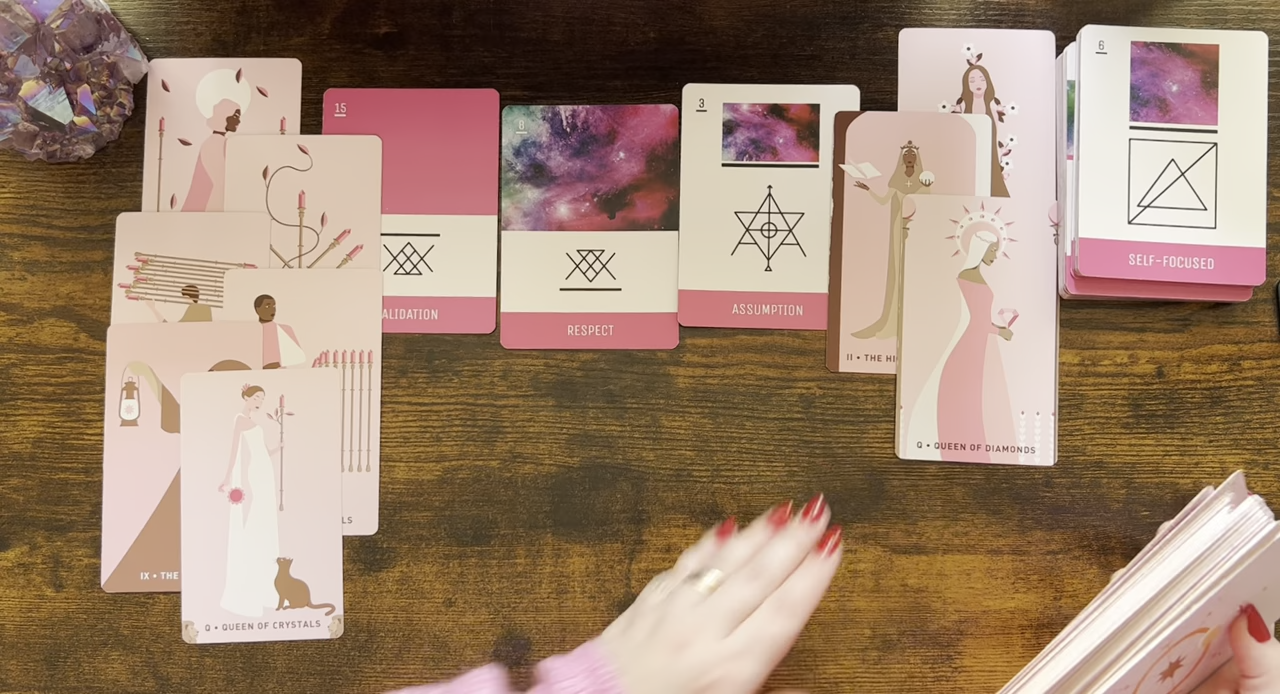 15
ALIDATION
8
RESPECT
3
ASSUMPTION
6
SELF-FOCUSED
II • THE HI
Q • QUEEN OF DIAMONDS
LS
IX • THE
Q • QUEEN OF CRYSTALS